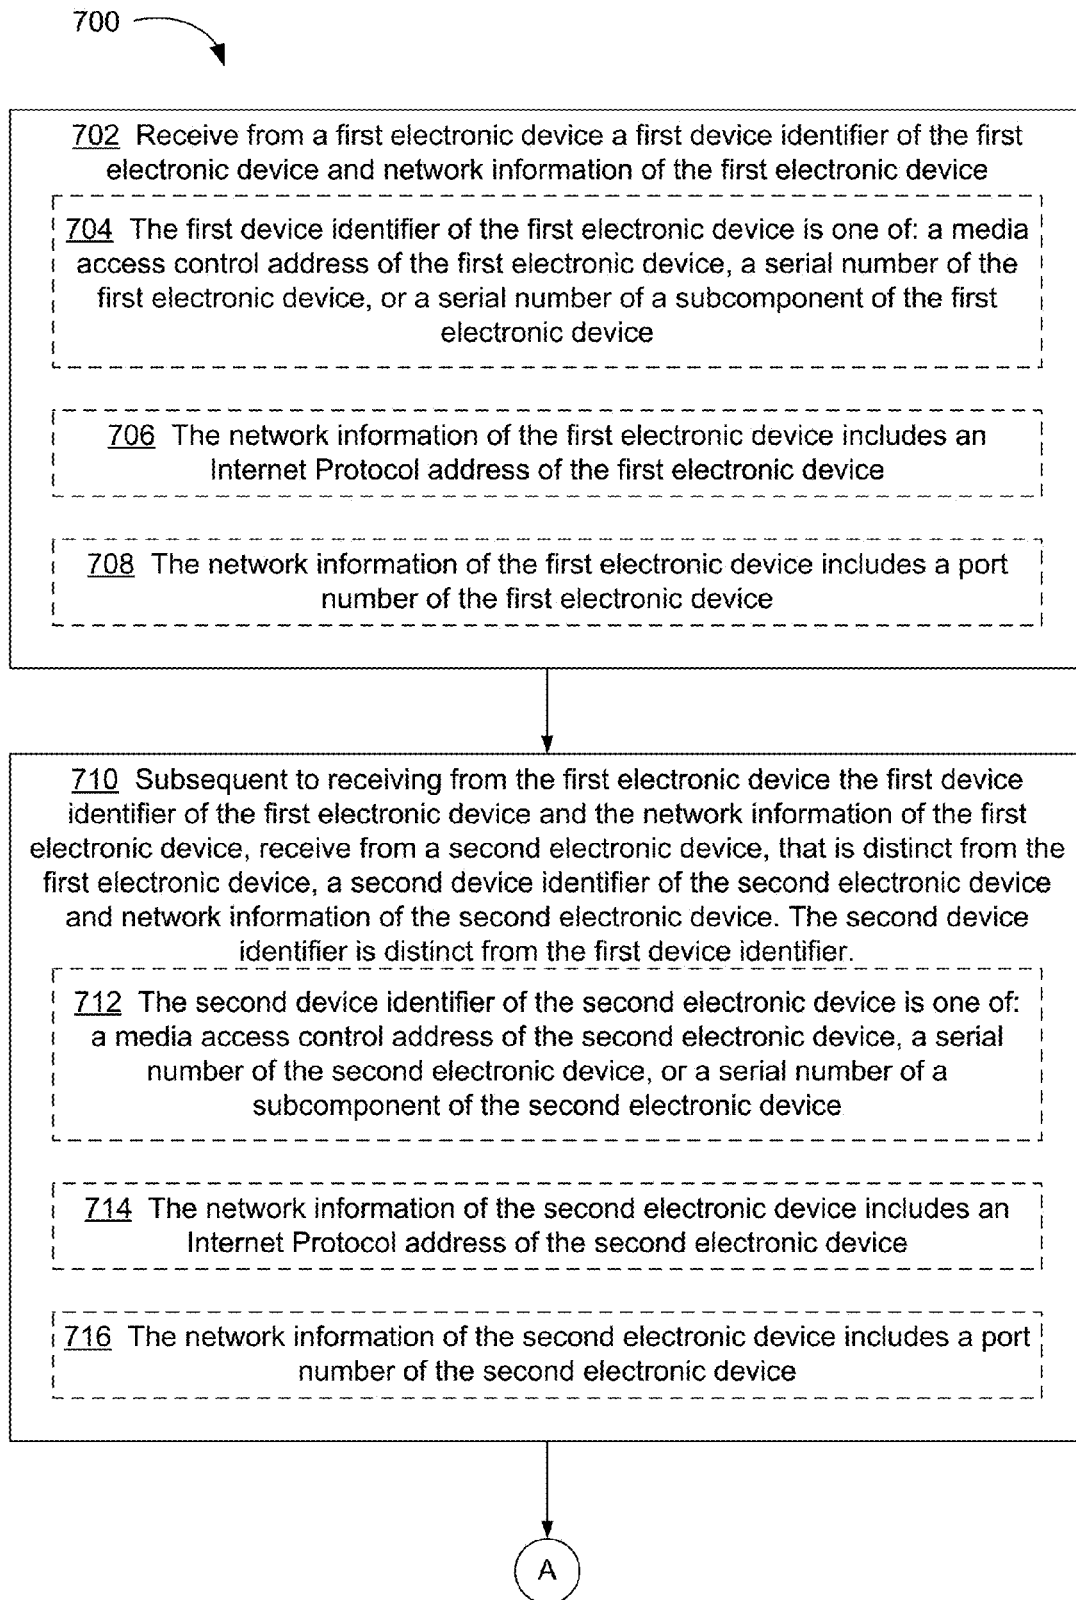 700
702 Receive from a first electronic device a first device identifier of the first
electronic device and network information of the first electronic device
704 The first device identifier of the first electronic device is one of: a media
access control address of the first electronic device, a serial number of the
first electronic device, or a serial number of a subcomponent of the first
electronic device
706 The network information of the first electronic device includes an
Internet Protocol address of the first electronic device
708 The network information of the first electronic device includes a port
number of the first electronic device
710 Subsequent to receiving from the first electronic device the first device
identifier of the first electronic device and the network information of the first
electronic device, receive from a second electronic device, that is distinct from the
first electronic device, a second device identifier of the second electronic device
and network information of the second electronic device. The second device
identifier is distinct from the first device identifier.
712 The second device identifier of the second electronic device is one of:
a media access control address of the second electronic device, a serial
number of the second electronic device, or a serial number of a
subcomponent of the second electronic device
714 The network information of the second electronic device includes an
Internet Protocol address of the second electronic device
716 The network information of the second electronic device includes a port
number of the second electronic device
A